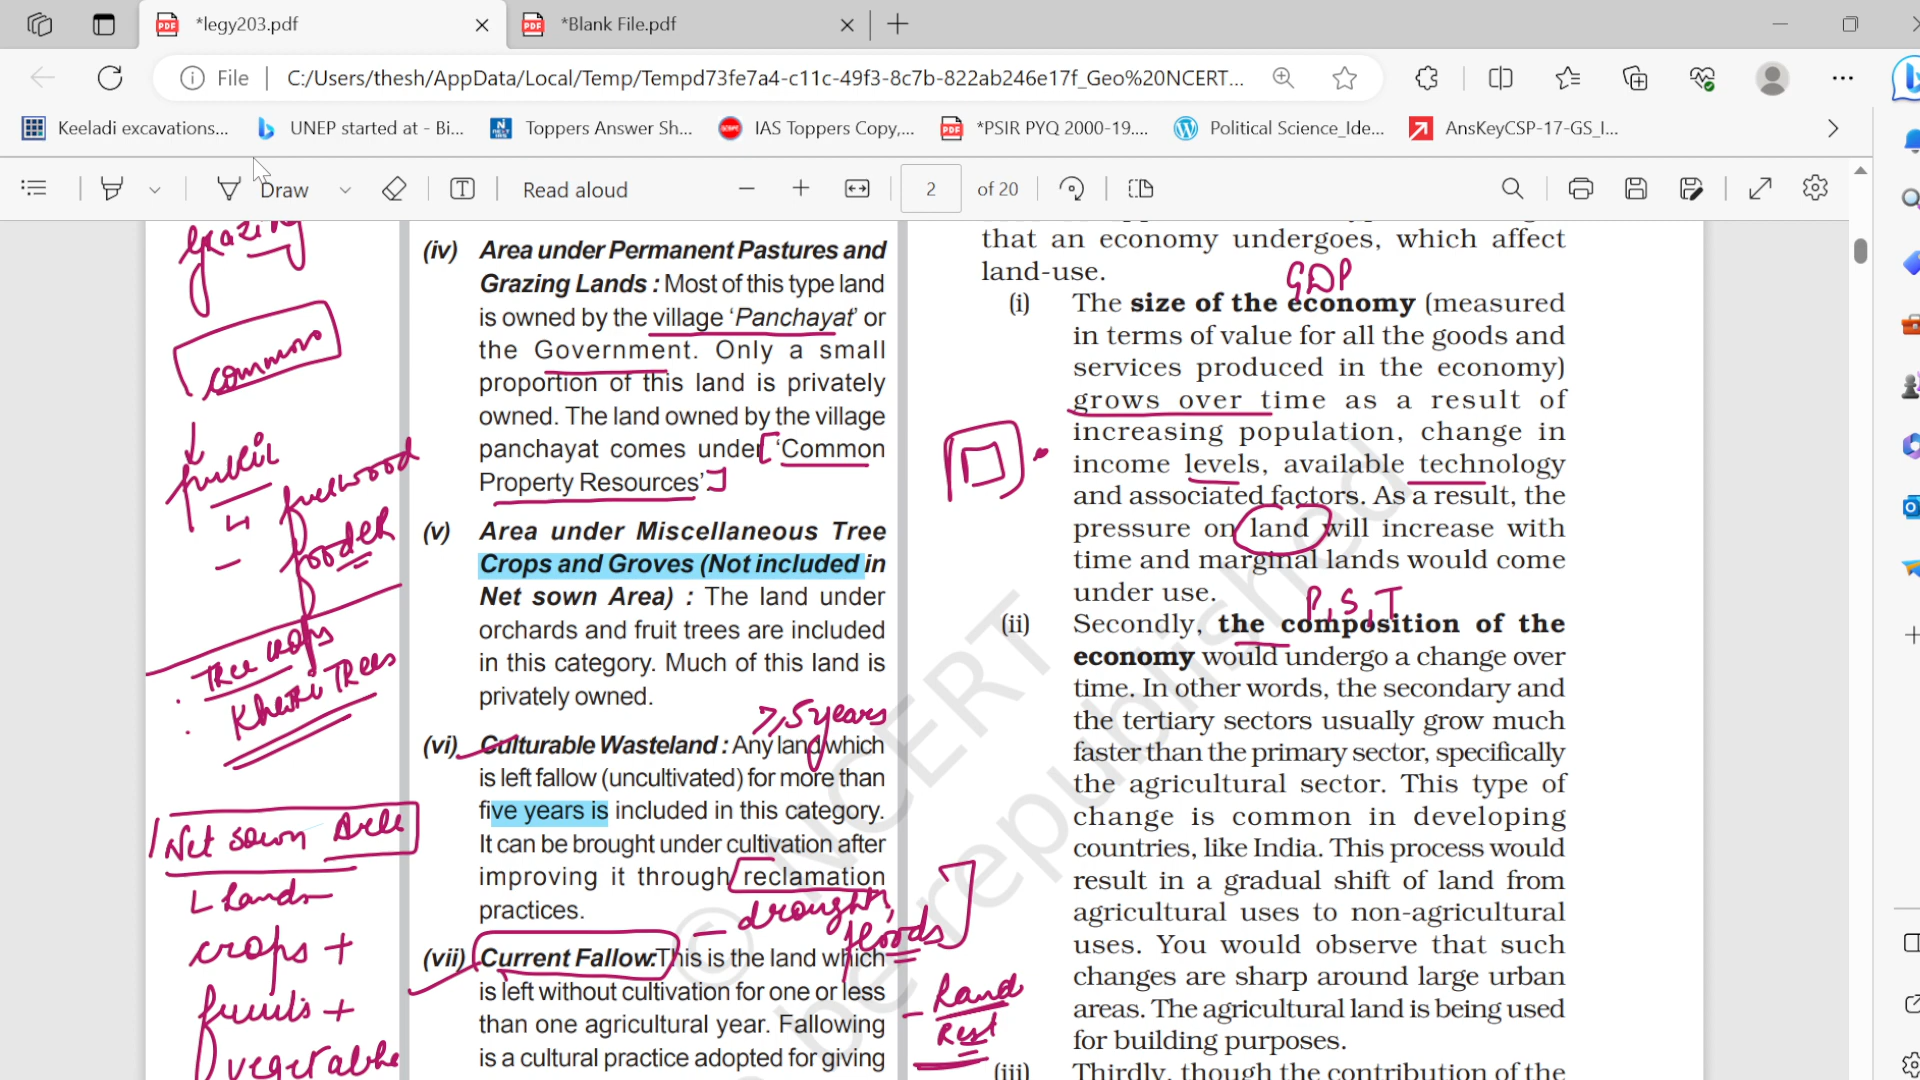 *legy203.pdf
*Blank File.pdf
File
C:/Users/thesh/AppData/Local/Temp/Tempd73fe7a4-c11c-49f3-8c7b-822ab246e17f_Geo%20NCERT...
Keeladi excavations...
UNEP started at - Bi...
Toppers Answer Sh...
IAS Toppers Copy,...
*PSIR PYQ 2000-19....
Political Science_Ide...
AnsKeyCSP-17-GS_I...
Draw
Read aloud
2 of 20
grazing
common
fuelwood
fodder
Tree crops
Trees
Net sown Area
Lands
crops +
fruits +
vegetable
(iv) Area under Permanent Pastures and
Grazing Lands : Most of this type land
is owned by the village ‘Panchayat’ or
the Government. Only a small
proportion of this land is privately
owned. The land owned by the village
panchayat comes under ‘Common
Property Resources’
(v) Area under Miscellaneous Tree
Crops and Groves (Not included in
Net sown Area) : The land under
orchards and fruit trees are included
in this category. Much of this land is
privately owned.
>,5 years
(vi) Culturable Wasteland : Any land which
is left fallow (uncultivated) for more than
five years is included in this category.
It can be brought under cultivation after
improving it through reclamation
practices.
drought,
floods
(vii) Current Fallow: This is the land which
is left without cultivation for one or less
than one agricultural year. Fallowing
is a cultural practice adopted for giving
Land
Rest
that an economy undergoes, which affect
land-use.
GDP
(i) The size of the economy (measured
in terms of value for all the goods and
services produced in the economy)
grows over time as a result of
increasing population, change in
income levels, available technology
and associated factors. As a result, the
pressure on land will increase with
time and marginal lands would come
under use.
P, S, T
(ii) Secondly, the composition of the
economy would undergo a change over
time. In other words, the secondary and
the tertiary sectors usually grow much
faster than the primary sector, specifically
the agricultural sector. This type of
change is common in developing
countries, like India. This process would
result in a gradual shift of land from
agricultural uses to non-agricultural
uses. You would observe that such
changes are sharp around large urban
areas. The agricultural land is being used
for building purposes.
(iii) Thirdly, though the contribution of the
© NCERT
be republished